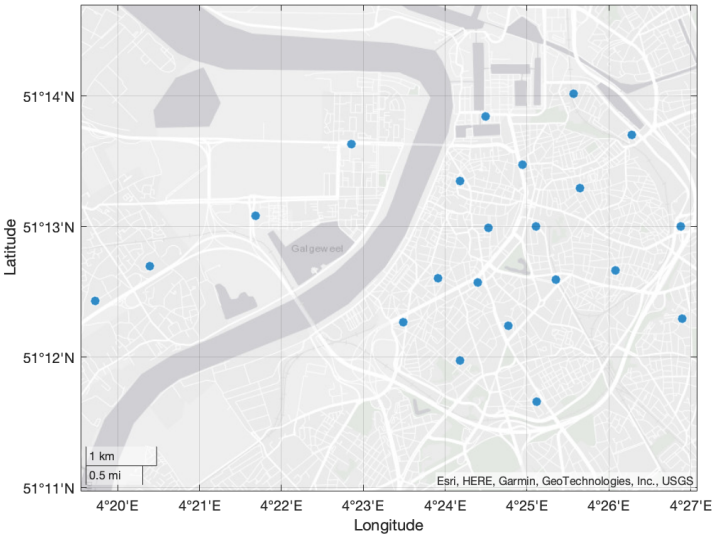 51°14'N
51°13'N
Galgeweel
51°12'N
1 km
0.5 mi
Esri, HERE, Garmin, GeoTechnologies, Inc., USGS
51°11'N
4°20'E 4°21'E 4°22'E 4°23'E 4°24'E 4°25'E 4°26'E 4°27'E
Longitude
Latitude